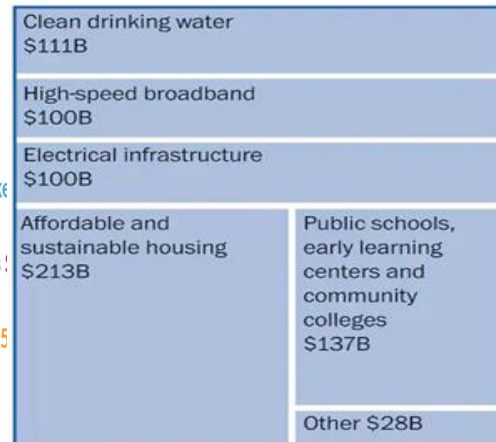 Clean drinking water
$111B
High-speed broadband
$100B
Electrical infrastructure
$100B
Affordable and
sustainable housing
$213B
Public schools,
early learning
centers and
community
colleges
$137B
Other $28B